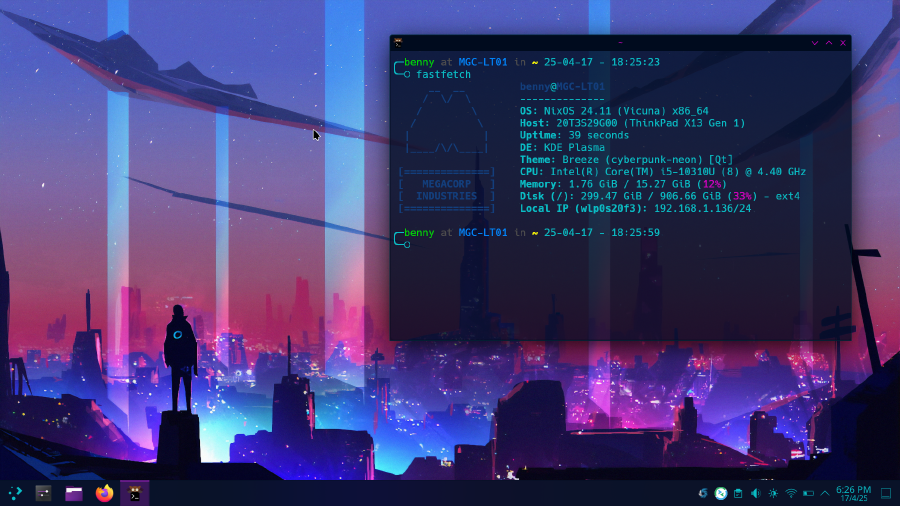 benny at MGC-LT01 in ~ 25-04-17 - 18:25:23
fastfetch
benny@MGC-LT01
--------------
OS: NixOS 24.11 (Vicuna) x86_64
Host: 20T3S29G00 (ThinkPad X13 Gen 1)
Uptime: 39 seconds
DE: KDE Plasma
Theme: Breeze (cyberpunk-neon) [Qt]
CPU: Intel(R) Core(TM) i5-10310U (8) @ 4.40 GHz
Memory: 1.76 GiB / 15.27 GiB (12%)
Disk (/): 299.47 GiB / 906.66 GiB (33%) - ext4
Local IP (wlp0s20f3): 192.168.1.136/24
MEGACORP
INDUSTRIES
benny at MGC-LT01 in ~ 25-04-17 - 18:25:59
6:26 PM
17/4/25